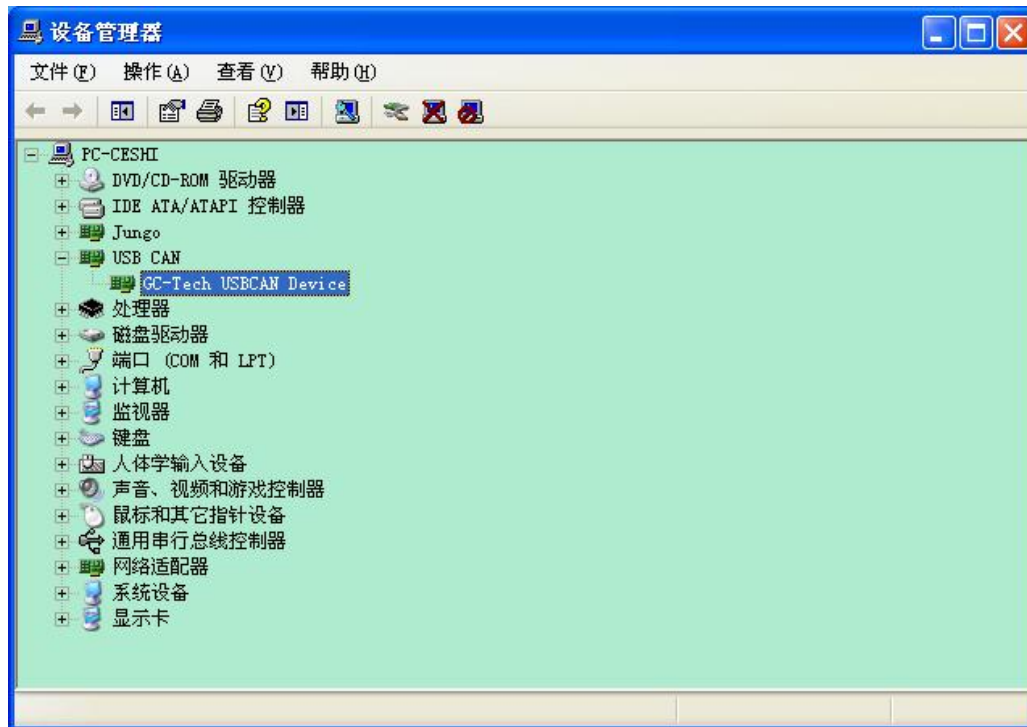 设备管理器
文件(F) 操作(A) 查看(V) 帮助(H)
PC-CESHI
DVD/CD-ROM 驱动器
IDE ATA/ATAPI 控制器
Jungo
USB CAN
GC-Tech USBCAN Device
处理器
磁盘驱动器
端口 (COM 和 LPT)
计算机
监视器
键盘
人体学输入设备
声音、视频和游戏控制器
鼠标和其它指针设备
通用串行总线控制器
网络适配器
系统设备
显示卡